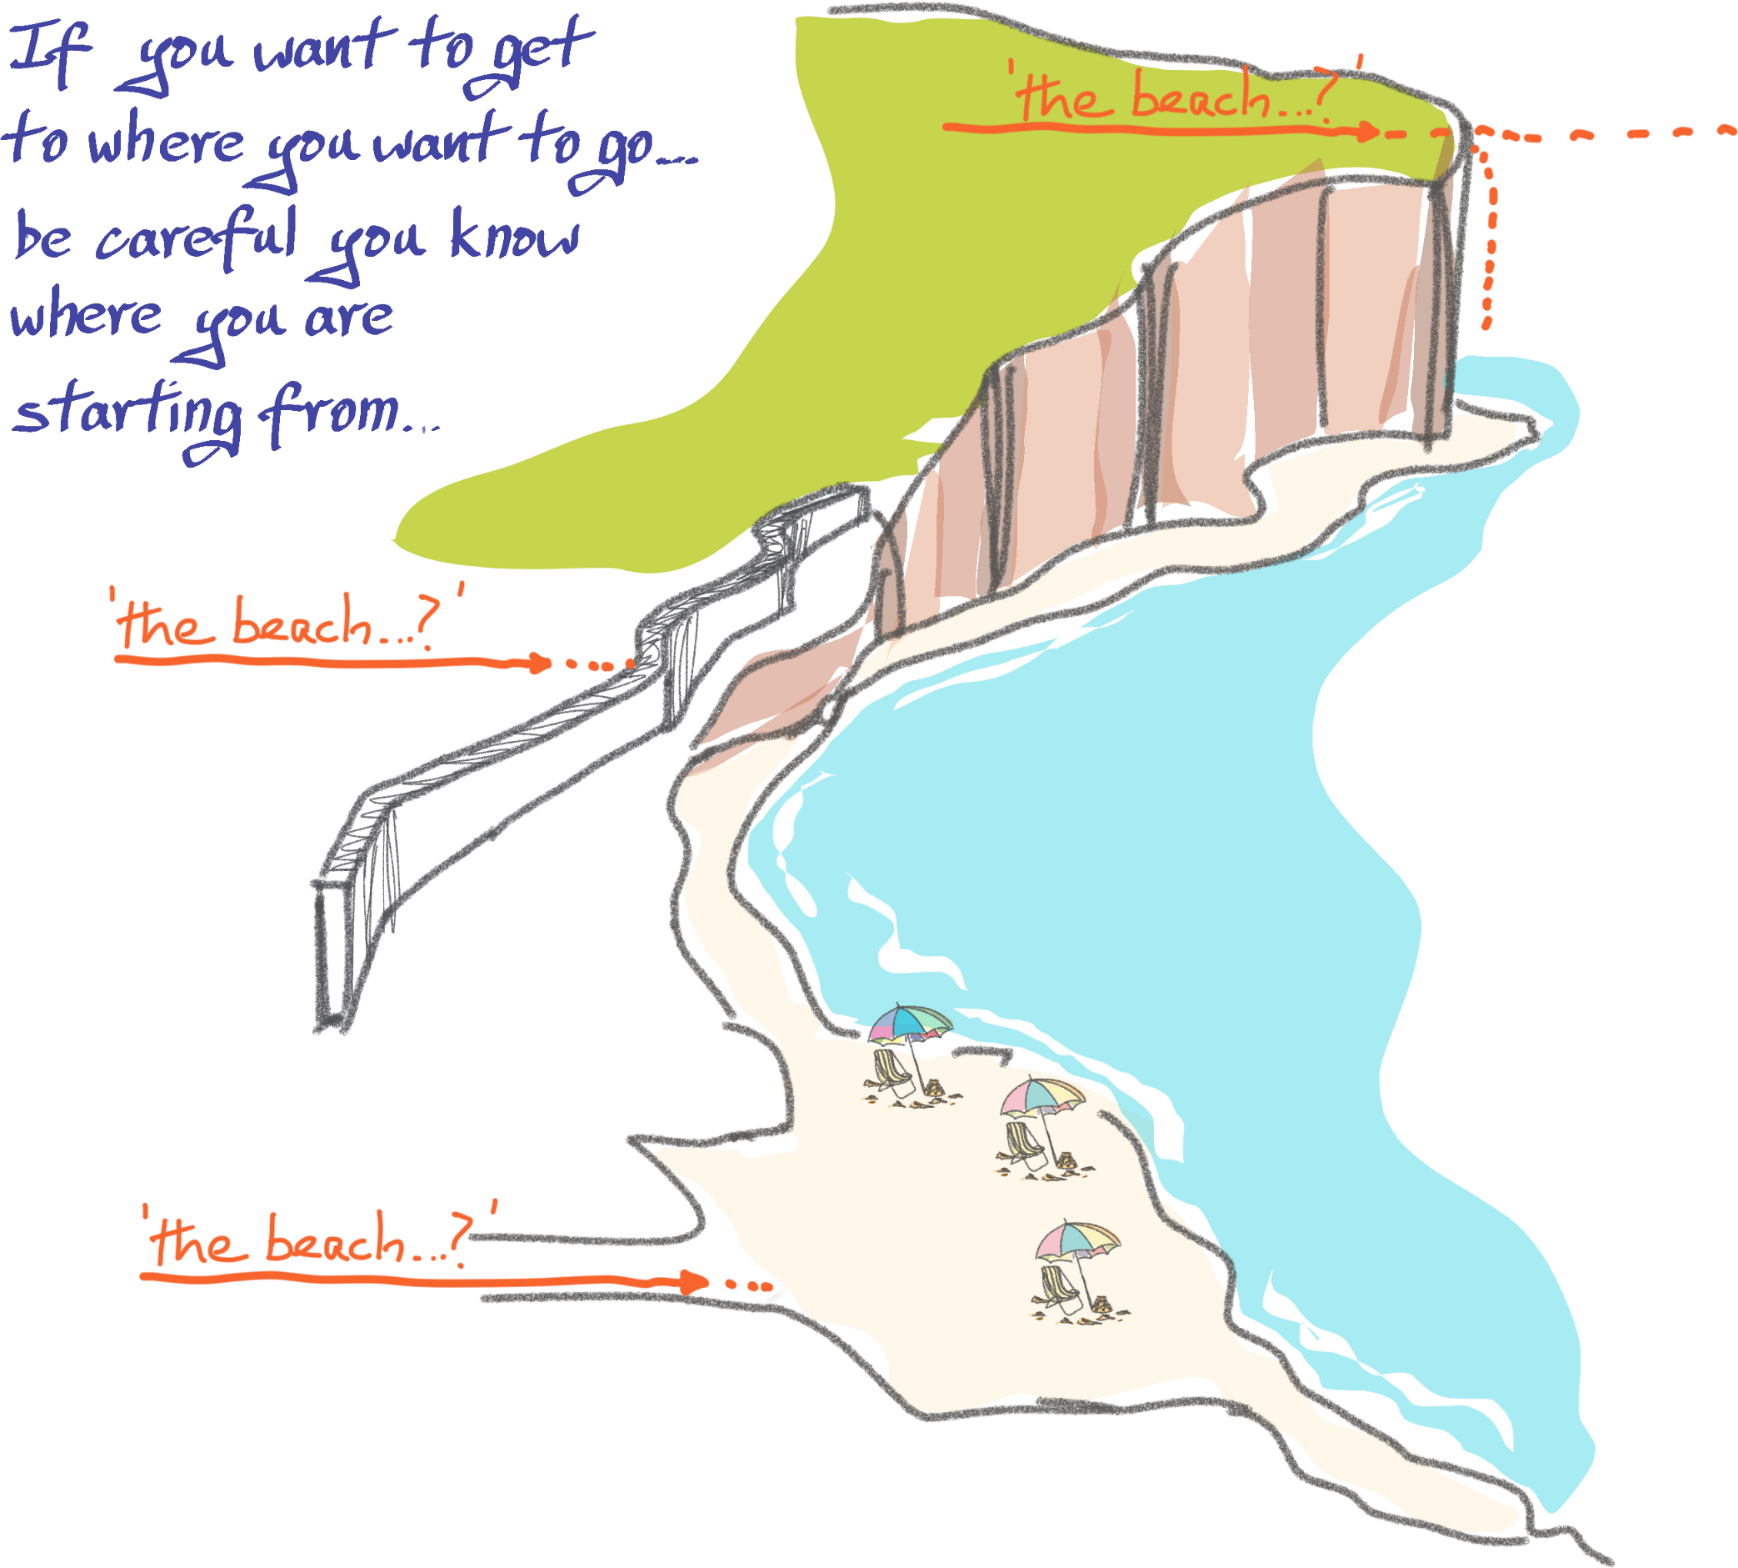 If you want to get
to where you want to go...
be careful you know
where you are
starting from...
'the beach...?'
'the beach...?'
'the beach...?'